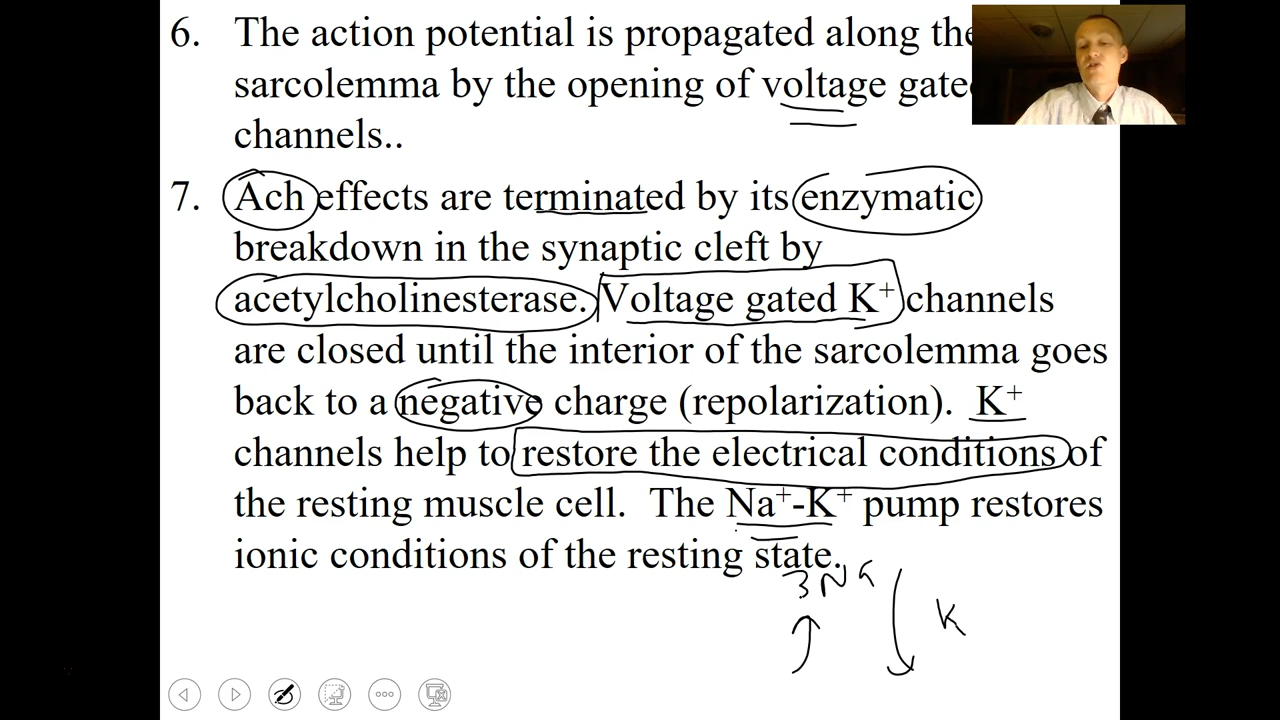 6. The action potential is propagated along the
sarcolemma by the opening of voltage gated
channels..
7. Ach effects are terminated by its enzymatic
breakdown in the synaptic cleft by
acetylcholinesterase. Voltage gated K⁺ channels
are closed until the interior of the sarcolemma goes
back to a negative charge (repolarization). K⁺
channels help to restore the electrical conditions of
the resting muscle cell. The Na⁺-K⁺ pump restores
ionic conditions of the resting state.
3Na
K